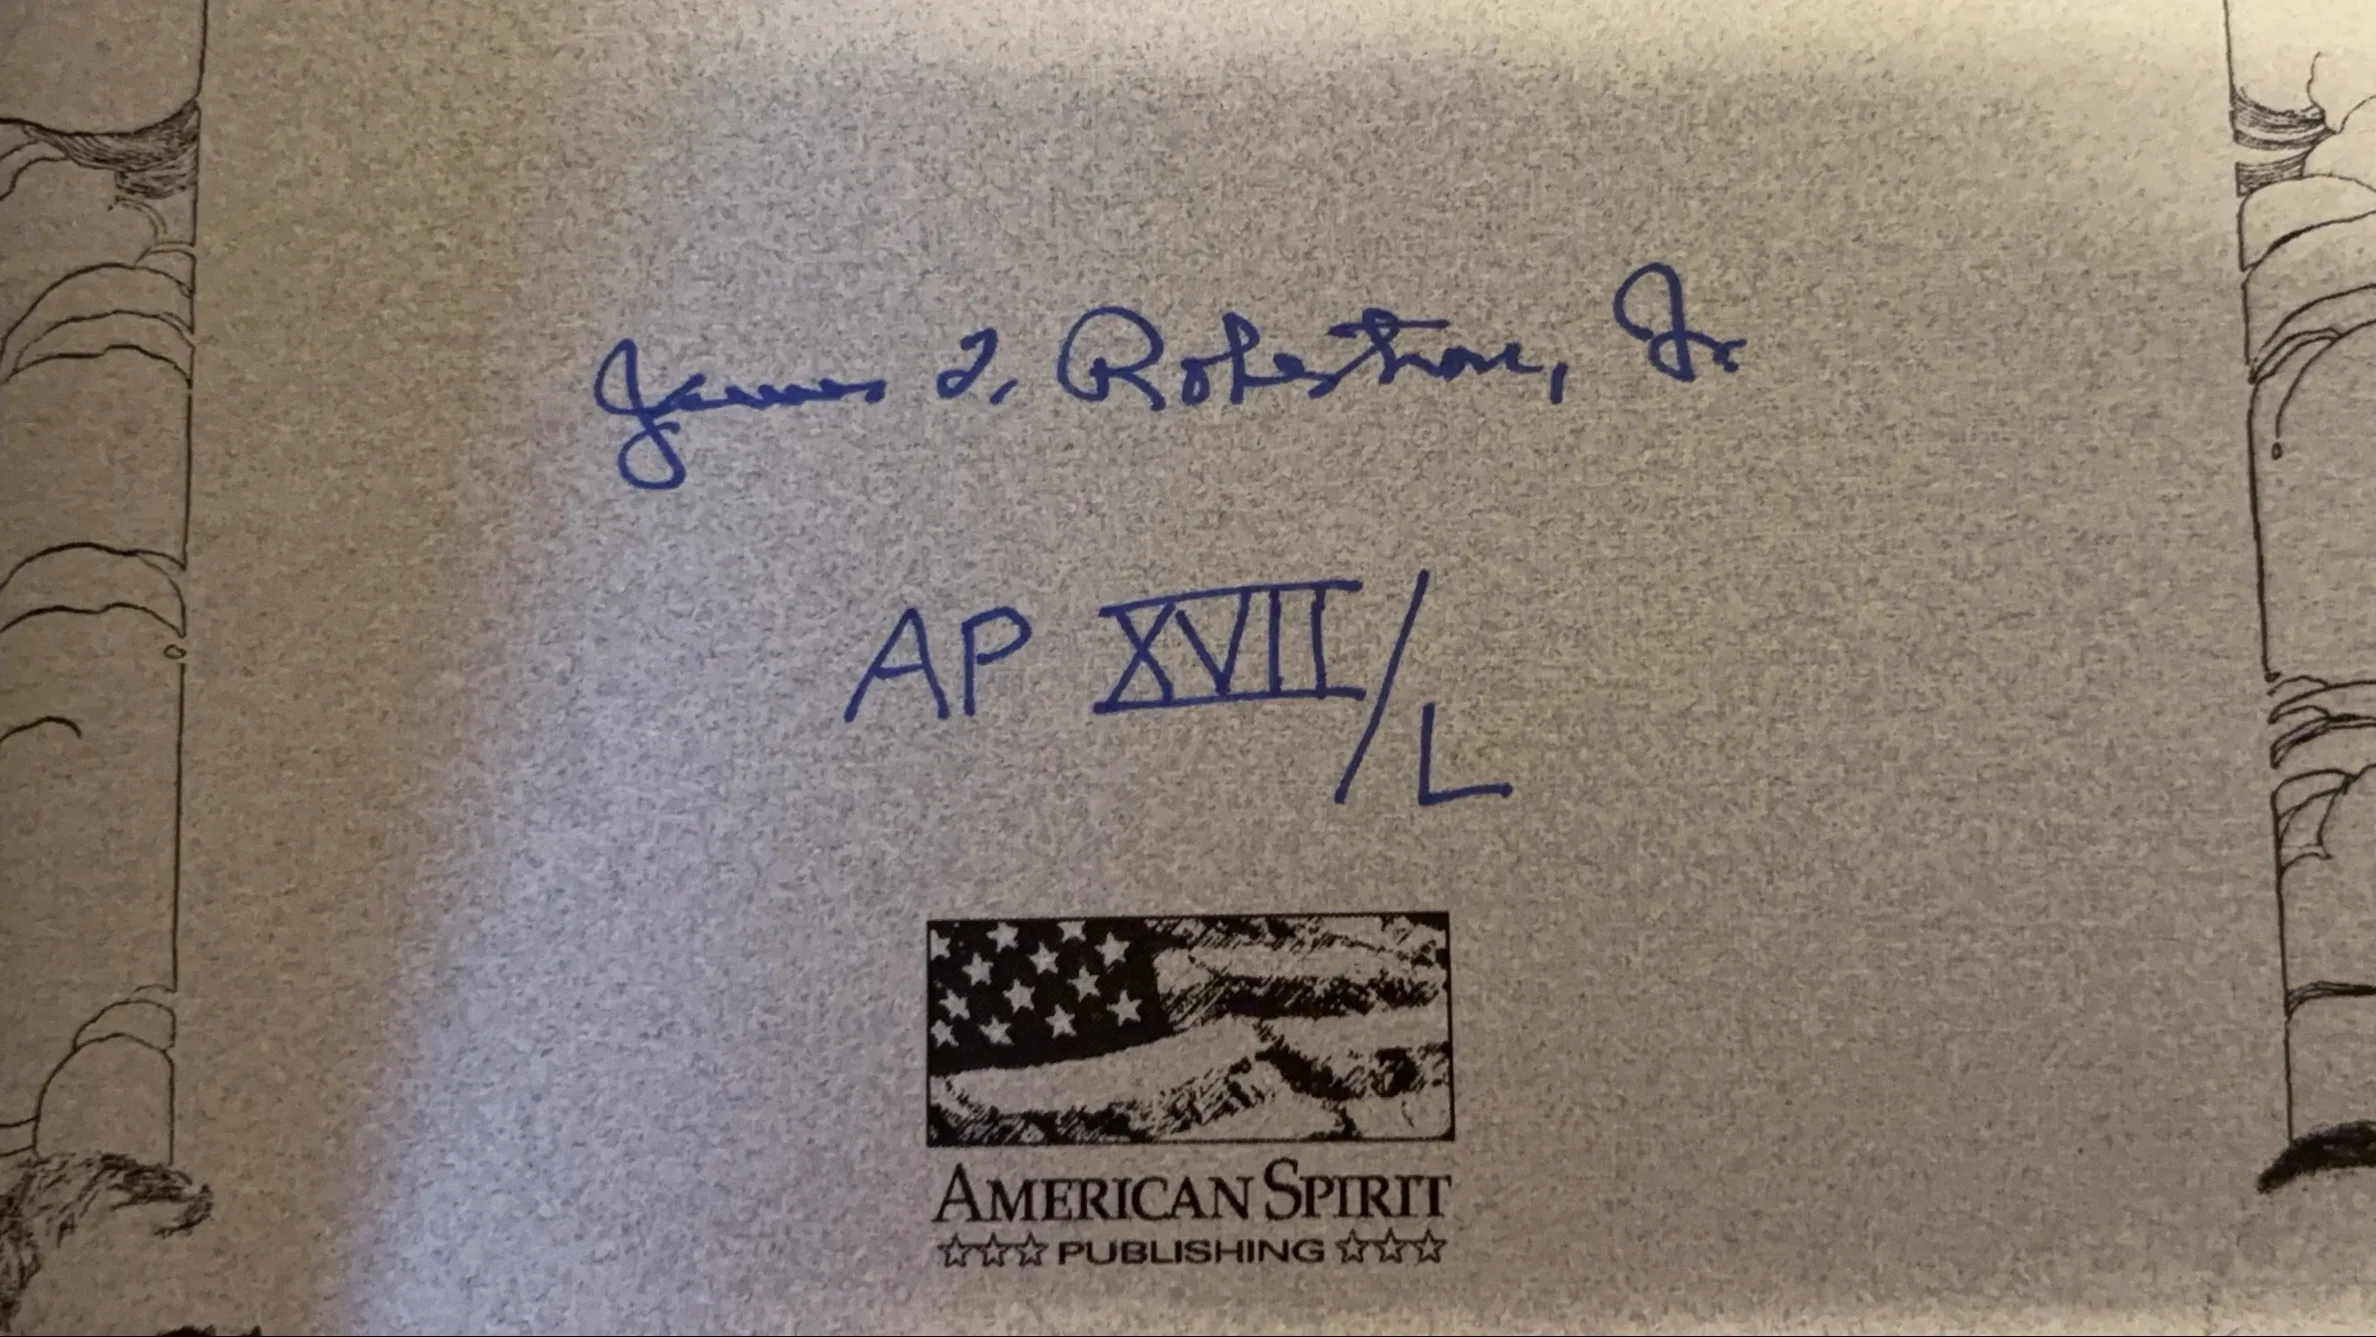 James I. Robertson, Jr
AP XVII/L
AMERICAN SPIRIT
☆☆☆ PUBLISHING ☆☆☆